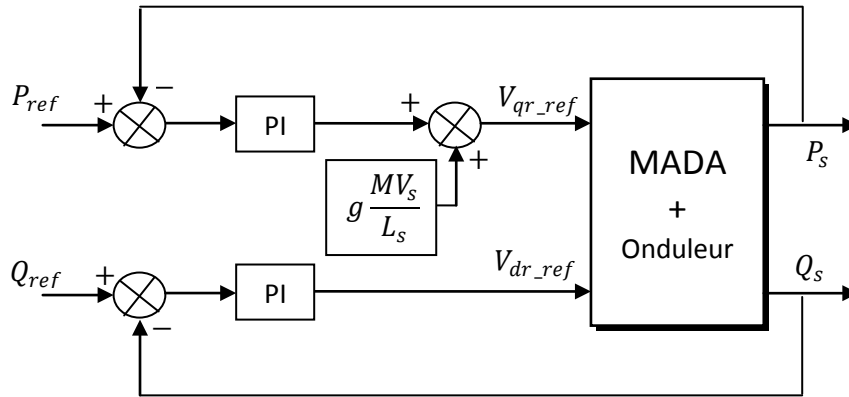 P_ref + − PI + V_qr_ref
+
g MV_s / L_s
MADA
+
Onduleur
P_s
Q_ref + − PI V_dr_ref
Q_s